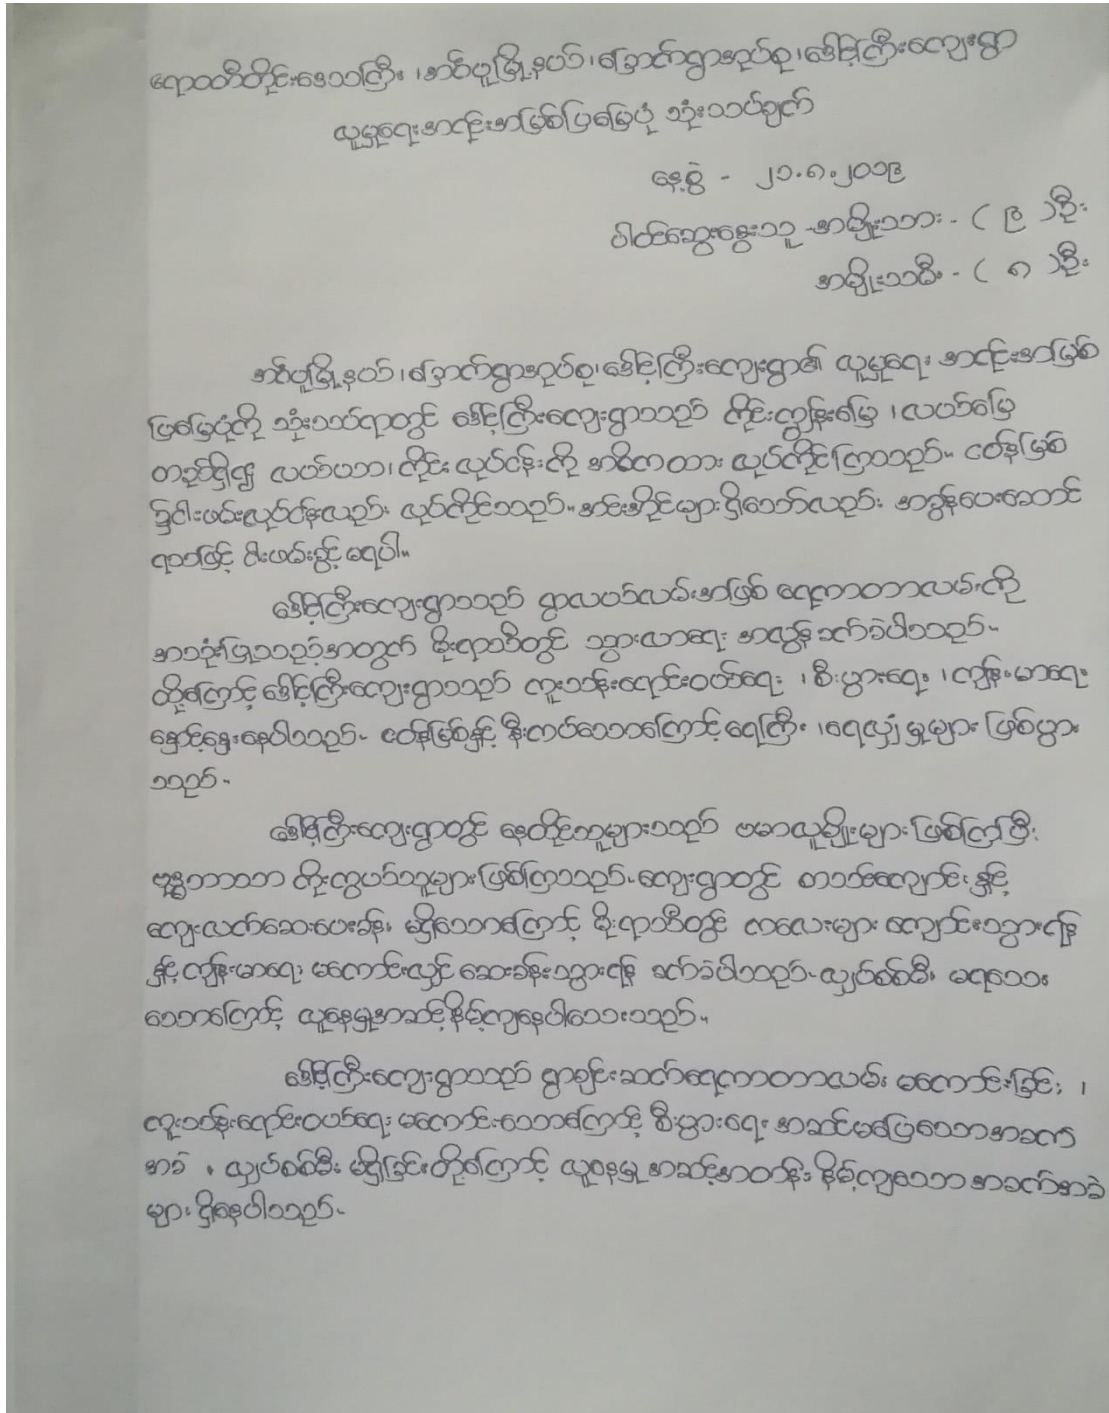 ဧရာဝတီတိုင်းဒေသကြီး ၊ အင်္ဂပူမြို့နယ် ၊ မြောက်ရွာအုပ်စု ၊ ဒေါင့်ကြီးကျေးရွာ
လူမှုရေးအရင်းအမြစ်ပြမြေပုံ သုံးသပ်ချက်
နေ့စွဲ - ၂၁.၈.၂၀၁၉
ပါဝင်ဆွေးနွေးသူ အမျိုးသား - ( ၉ ) ဦး
အမျိုးသမီး - ( ၈ ) ဦး
မြို့နယ် ၊ မြောက်ရွာအုပ်စု ၊ ဒေါင့်ကြီးကျေးရွာ၏ လူမှုရေး အရင်းအမြစ်
ပြမြေပုံကို သုံးသပ်ရာတွင် ဒေါင့်ကြီးကျေးရွာသည် ကိုင်းကျွန်းမြေ ၊ လယ်မြေ
တည်ရှိ၍ လယ်ယာ ၊ ကိုင်း လုပ်ငန်းကို အဓိကထား လုပ်ကိုင်ကြသည်။ ငဝန်မြစ်
၌ ငါးဖမ်းလုပ်ငန်းလည်း လုပ်ကိုင်သည်။ အင်းအိုင်များရှိသော်လည်း အခွန်ပေးဆောင်
ရသဖြင့် ငါးဖမ်းခွင့် မရပါ။
ဒေါင့်ကြီးကျေးရွာသည် ရွာလယ်လမ်းအဖြစ် ရေကာတာလမ်းကို
အသုံးပြုသည့်အတွက် မိုးရာသီတွင် သွားလာရေး အလွန် ခက်ခဲပါသည်။
ထို့ကြောင့် ဒေါင့်ကြီးကျေးရွာသည် ကူးသန်းရောင်းဝယ်ရေး ၊ စီးပွားရေး ၊ ကျန်းမာရေး
နှောင့်နှေးနေပါသည်။ ငဝန်မြစ်နှင့် နီးကပ်သောကြောင့် ရေကြီး ၊ ရေလျှံမှုများ ဖြစ်ပွား
သည်။
ဒေါင့်ကြီးကျေးရွာတွင် နေထိုင်သူများသည် ဗမာလူမျိုးများ ဖြစ်ကြပြီး
ဗုဒ္ဓဘာသာ ကိုးကွယ်သူများဖြစ်ကြသည်။ ကျေးရွာတွင် စာသင်ကျောင်း နှင့်
ကျေးလက်ဆေးပေးခန်း မရှိသောကြောင့် မိုးရာသီတွင် ကလေးများ ကျောင်းသွားရန်
နှင့် ကျန်းမာရေး မကောင်းလျှင် ဆေးခန်းသွားရန် ခက်ခဲပါသည်။ လျှပ်စစ်မီး မရသေး
သောကြောင့် လူနေမှုအဆင့်နိမ့်ကျနေပါသေးသည်။
ဒေါင့်ကြီးကျေးရွာသည် ရွာချင်းဆက်ရေကာတာလမ်း မကောင်းခြင်း ၊
ကူးသန်းရောင်းဝယ်ရေး မကောင်းသောကြောင့် စီးပွားရေး အဆင်မပြေသောအခက်
အခဲ ၊ လျှပ်စစ်မီး မရှိခြင်းတို့ကြောင့် လူနေမှု အဆင့်အတန်း နိမ့်ကျသော အခက်အခဲ
များ ရှိနေပါသည်။